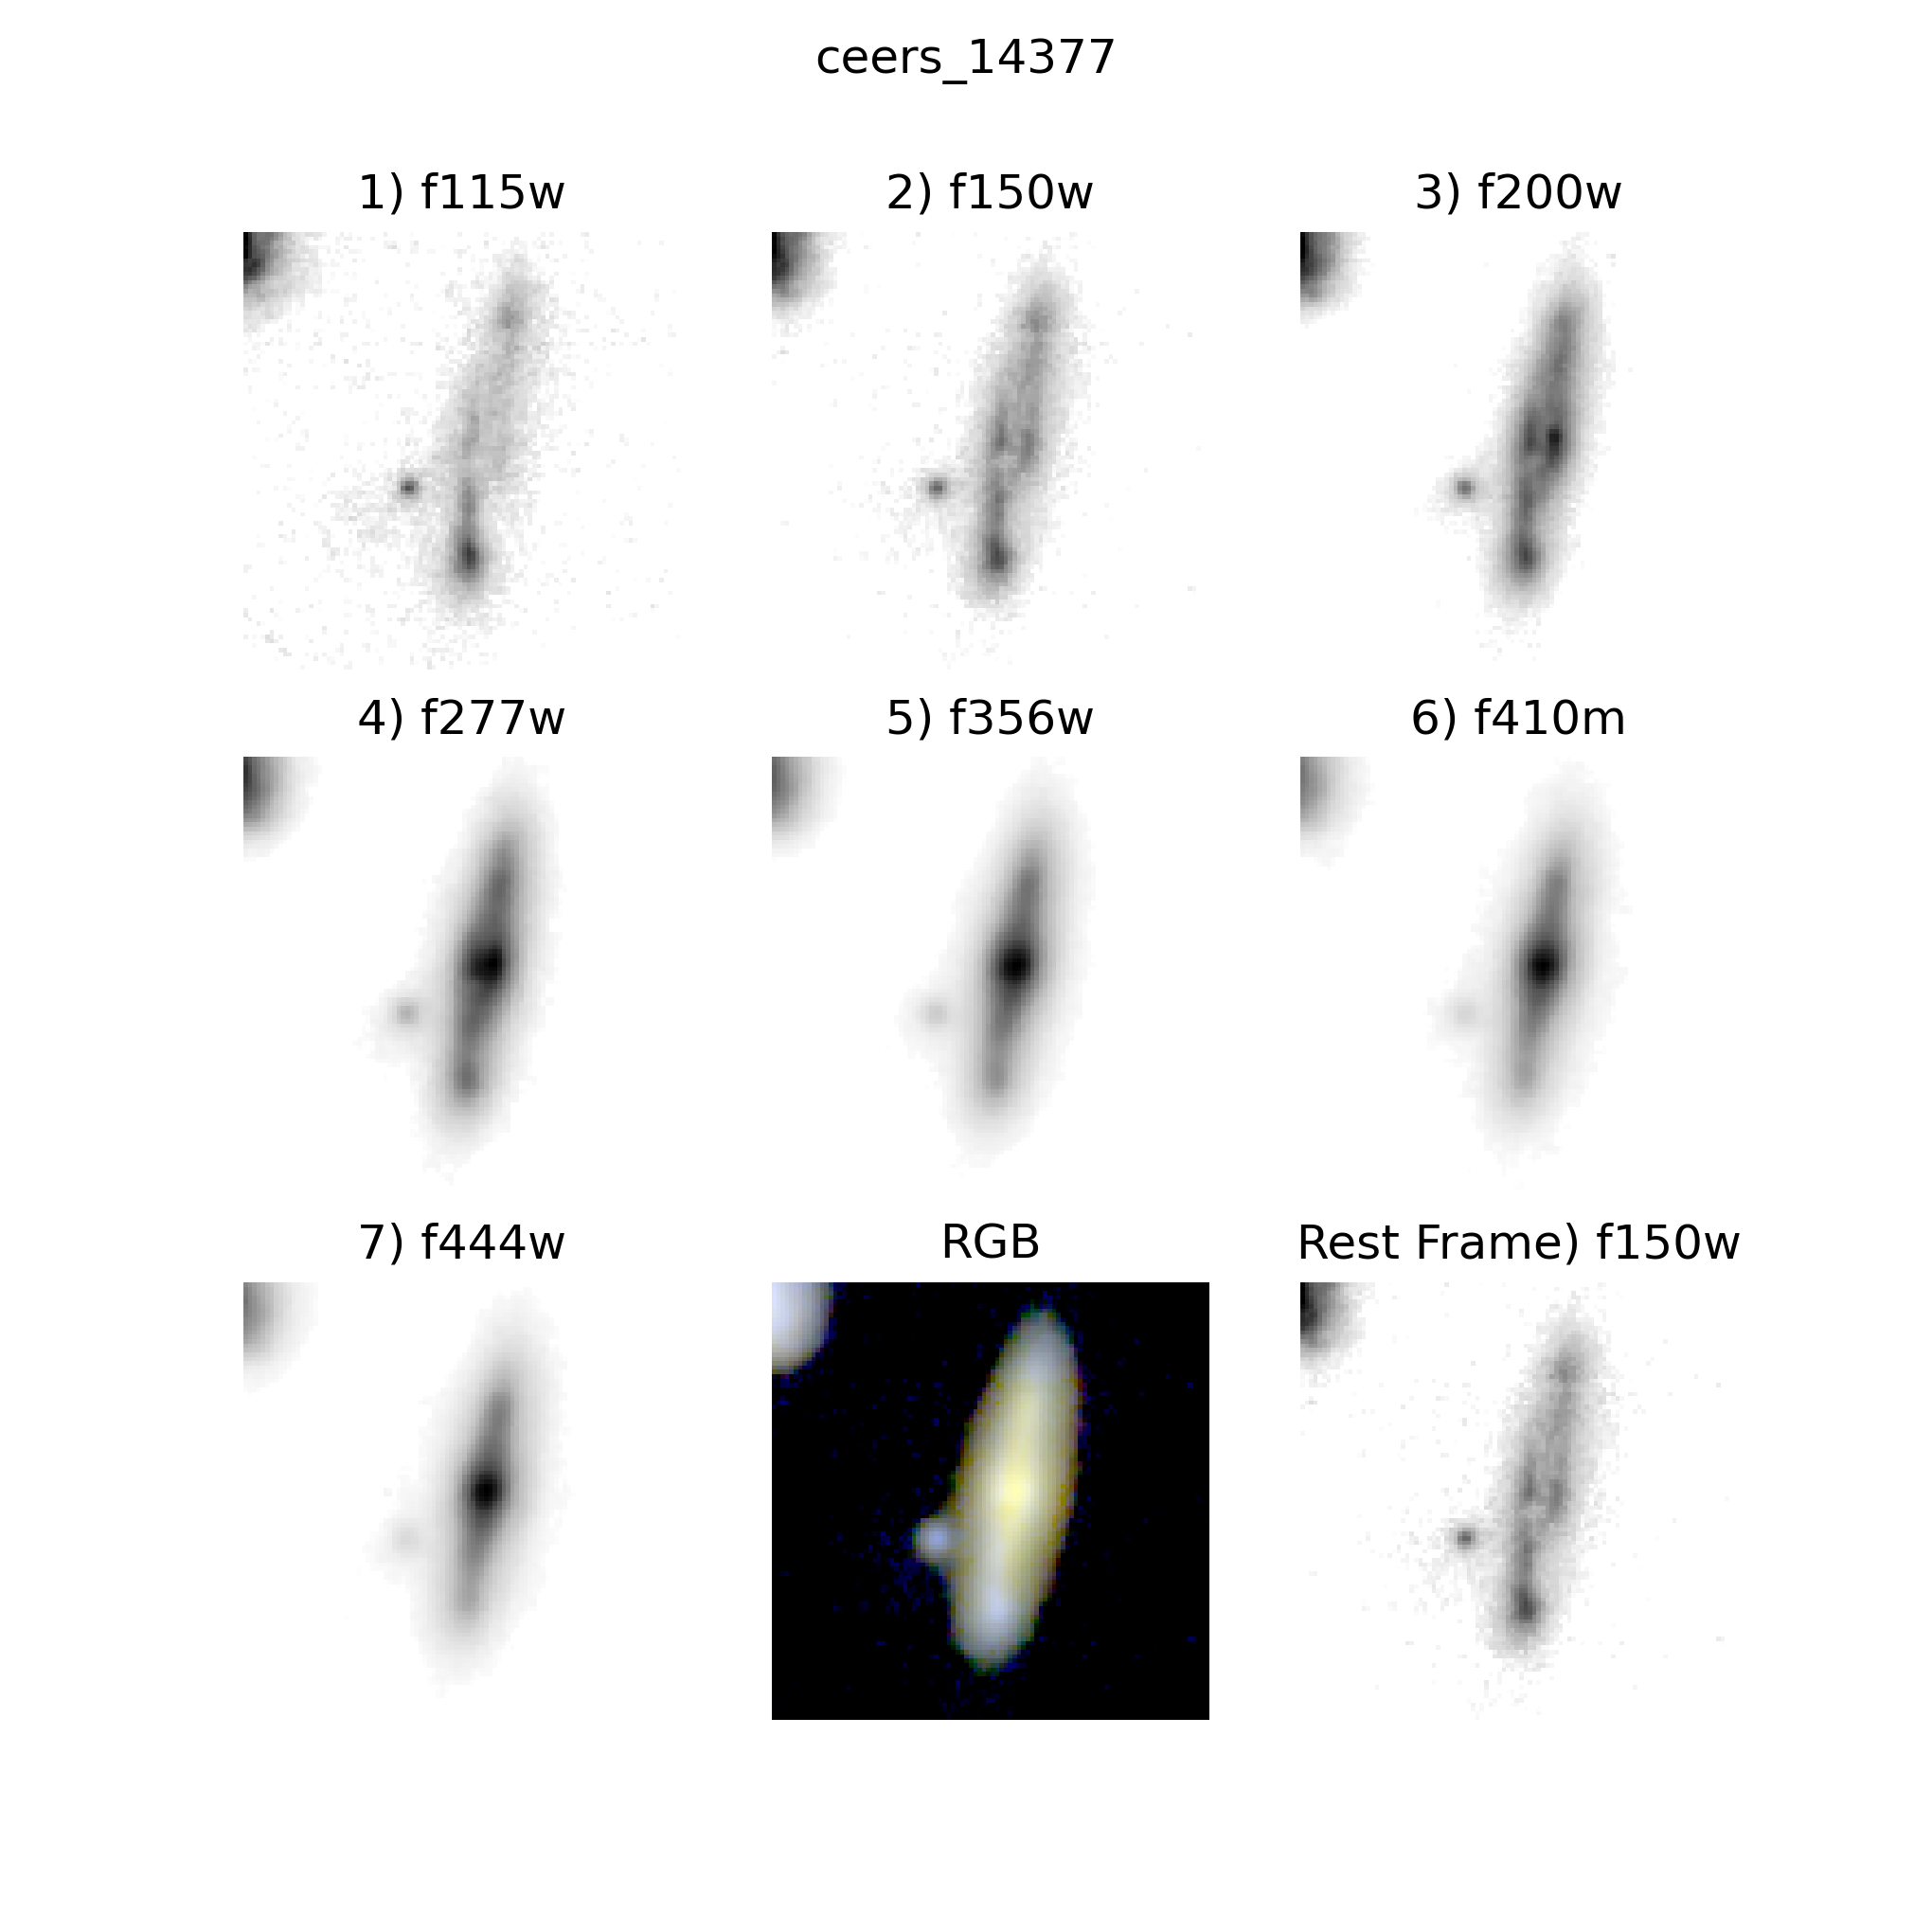 ceers_14377
1) f115w
2) f150w
3) f200w
4) f277w
5) f356w
6) f410m
7) f444w
RGB
Rest Frame) f150w